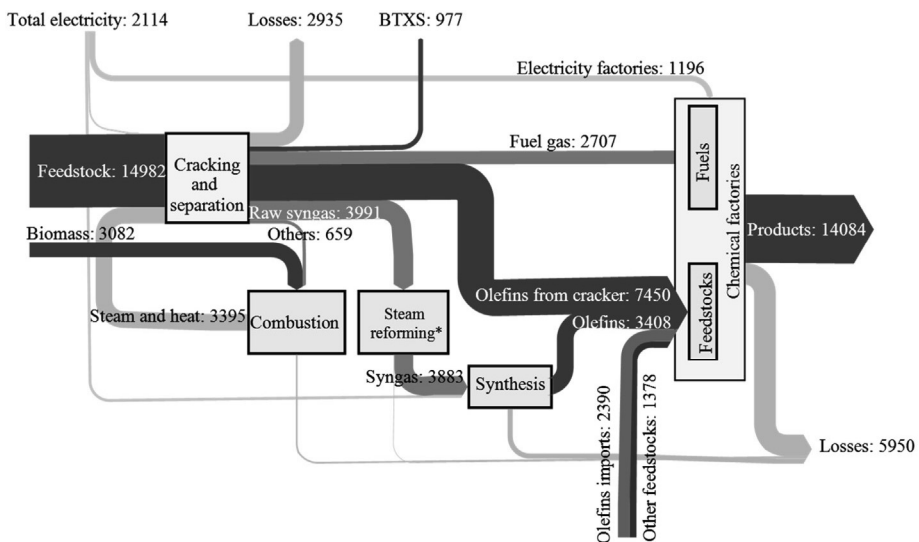 Total electricity: 2114
Losses: 2935
BTXS: 977
Electricity factories: 1196
Fuel gas: 2707
Fuels
Feedstock: 14982
Cracking
and
separation
Raw syngas: 3991
Others: 659
Biomass: 3082
Chemical factories
Products: 14084
Steam and heat: 3395
Combustion
Steam
reforming*
Olefins from cracker: 7450
Olefins: 3408
Feedstocks
Syngas: 3883
Synthesis
Olefins imports: 2390
Other feedstocks: 1378
Losses: 5950